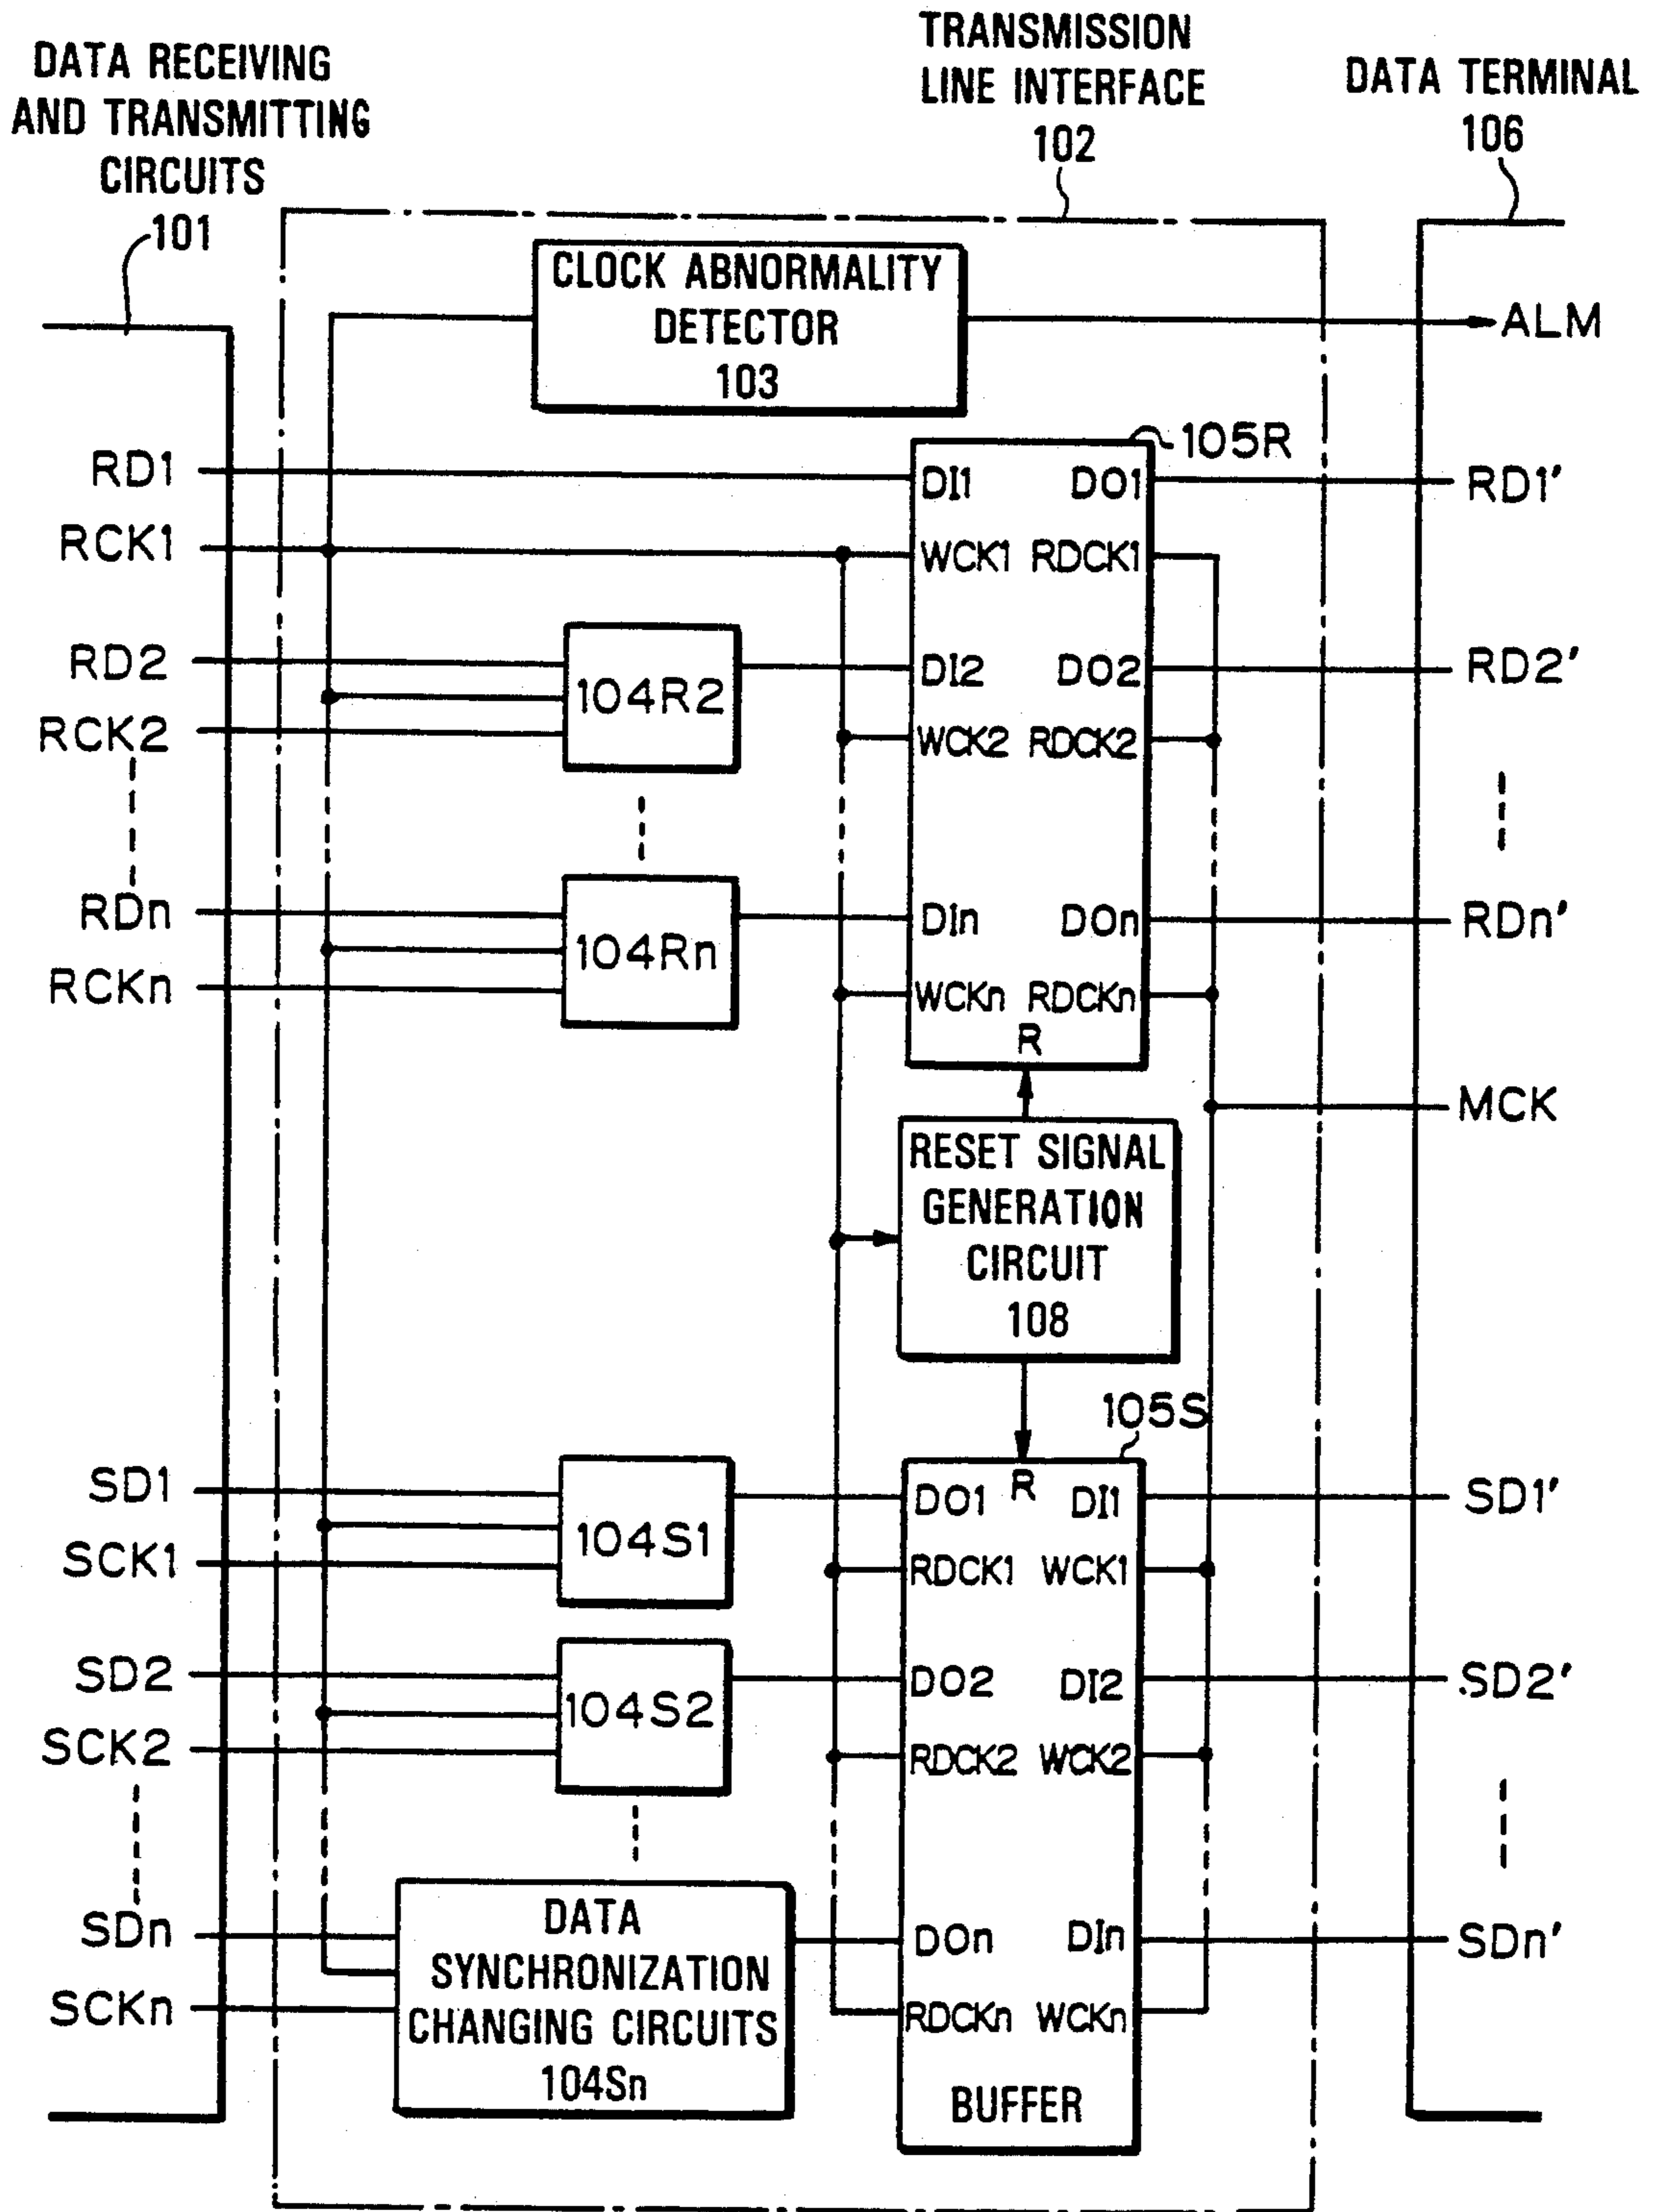 DATA RECEIVING
AND TRANSMITTING
CIRCUITS
101
TRANSMISSION
LINE INTERFACE
102
DATA TERMINAL
106
CLOCK ABNORMALITY
DETECTOR
103
ALM
105R
RD1
DI1
DO1
RD1'
RCK1
WCK1
RDCK1
RD2
104R2
DI2
DO2
RD2'
RCK2
WCK2
RDCK2
RDn
104Rn
DIn
DOn
RDn'
RCKn
WCKn
RDCKn
R
MCK
RESET SIGNAL
GENERATION
CIRCUIT
108
105S
SD1
104S1
DO1
R
DI1
SD1'
SCK1
RDCK1
WCK1
SD2
104S2
DO2
DI2
SD2'
SCK2
RDCK2
WCK2
SDn
DATA
SYNCHRONIZATION
CHANGING CIRCUITS
104Sn
DOn
DIn
SDn'
SCKn
RDCKn
WCKn
BUFFER